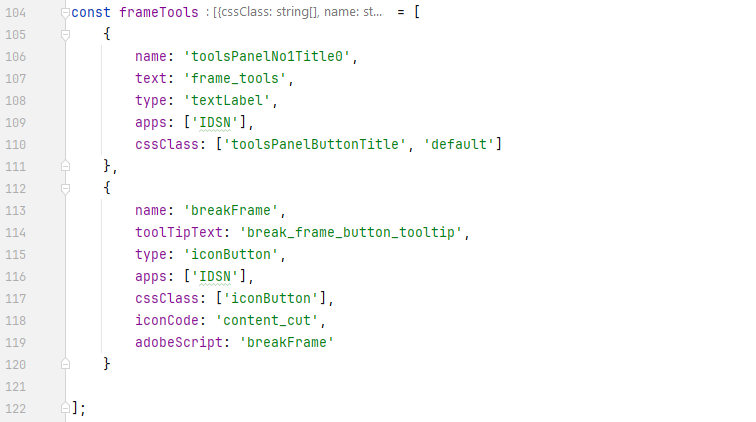 104 const frameTools : [{cssClass: string[], name: st... = [
105 {
106 name: 'toolsPanelNo1Title0',
107 text: 'frame_tools',
108 type: 'textLabel',
109 apps: ['IDSN'],
110 cssClass: ['toolsPanelButtonTitle', 'default']
111 },
112 {
113 name: 'breakFrame',
114 toolTipText: 'break_frame_button_tooltip',
115 type: 'iconButton',
116 apps: ['IDSN'],
117 cssClass: ['iconButton'],
118 iconCode: 'content_cut',
119 adobeScript: 'breakFrame'
120 }
121
122 ];